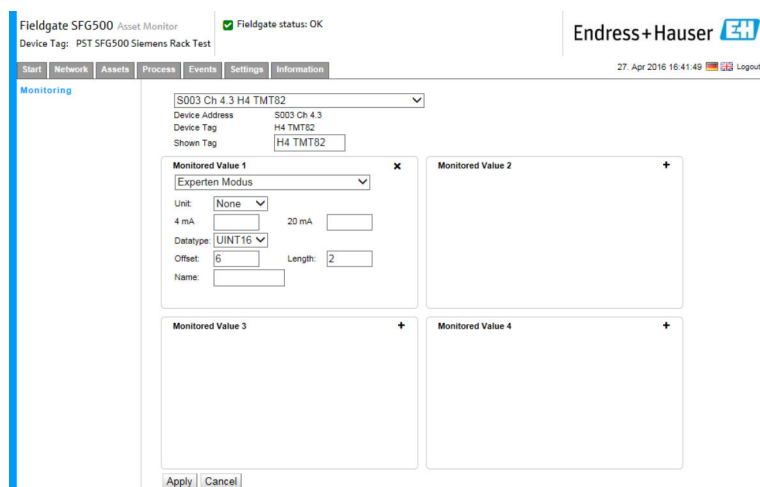 Fieldgate SFG500 Asset Monitor
Device Tag: PST SFG500 Siemens Rack Test
Fieldgate status: OK
Endress+Hauser EH
Start Network Assets Process Events Settings Information
27. Apr 2016 16:41:49 Logout
Monitoring
S003 Ch 4.3 H4 TMT82
Device Address S003 Ch 4.3
Device Tag H4 TMT82
Shown Tag H4 TMT82
Monitored Value 1
Experten Modus
Unit: None
4 mA 20 mA
Datatype: UINT16
Offset: 6 Length: 2
Name:
Monitored Value 2
Monitored Value 3
Monitored Value 4
Apply Cancel